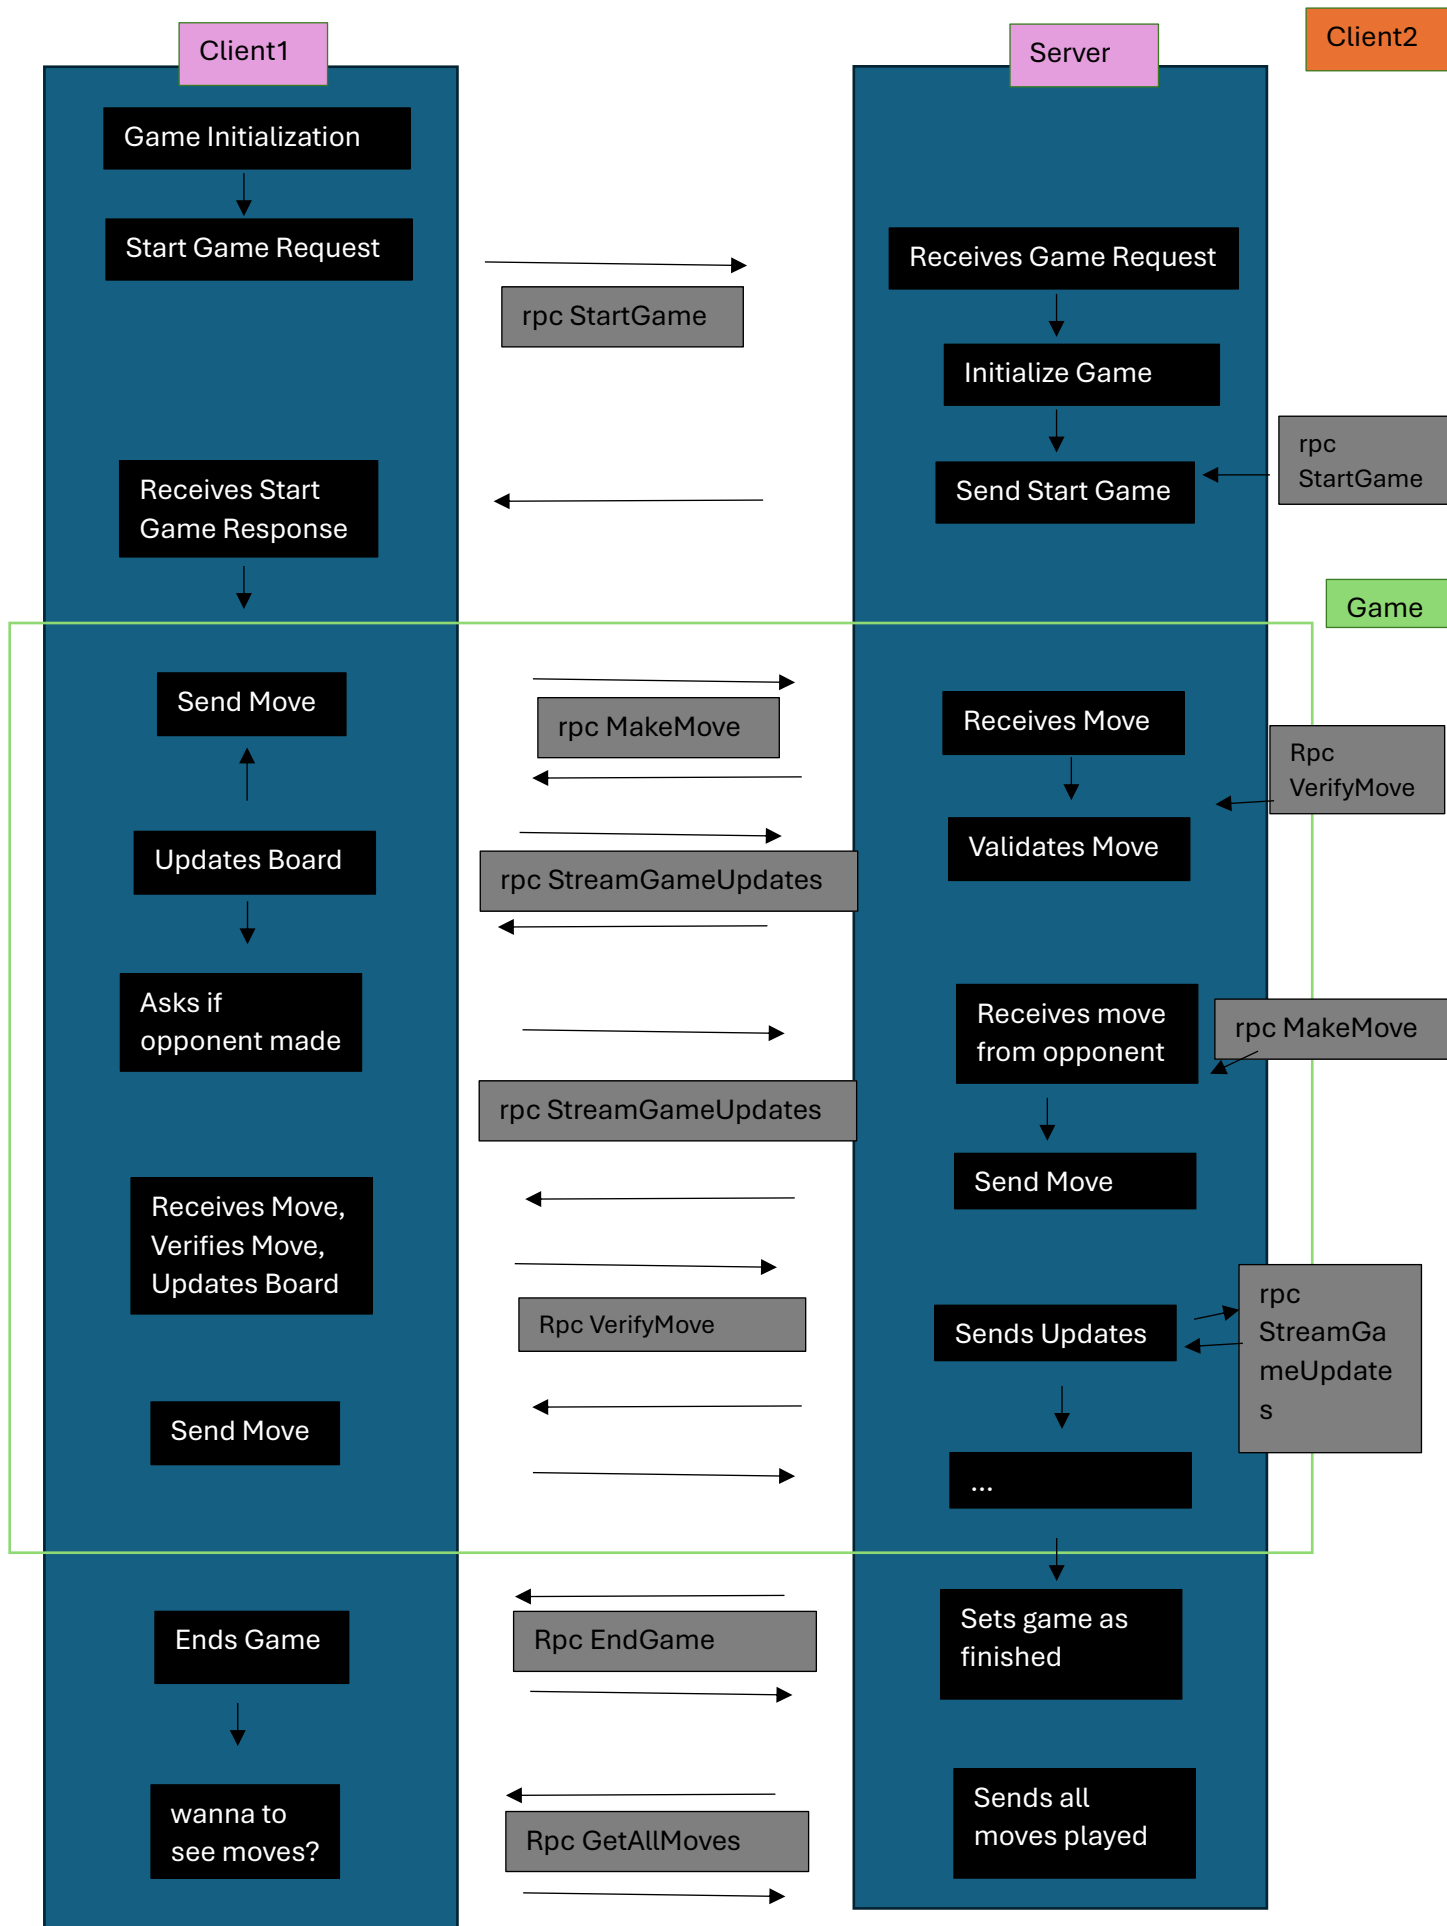 Client1
Server
Client2
Game Initialization
Start Game Request
rpc StartGame
Receives Game Request
Initialize Game
rpc
StartGame
Receives Start
Game Response
Send Start Game
Game
Send Move
rpc MakeMove
Receives Move
Rpc
VerifyMove
Updates Board
rpc StreamGameUpdates
Validates Move
Asks if
opponent made
Receives move
from opponent
rpc MakeMove
rpc StreamGameUpdates
Send Move
Receives Move,
Verifies Move,
Updates Board
Rpc VerifyMove
Sends Updates
rpc
StreamGa
meUpdate
s
Send Move
...
Ends Game
Rpc EndGame
Sets game as
finished
wanna to
see moves?
Rpc GetAllMoves
Sends all
moves played